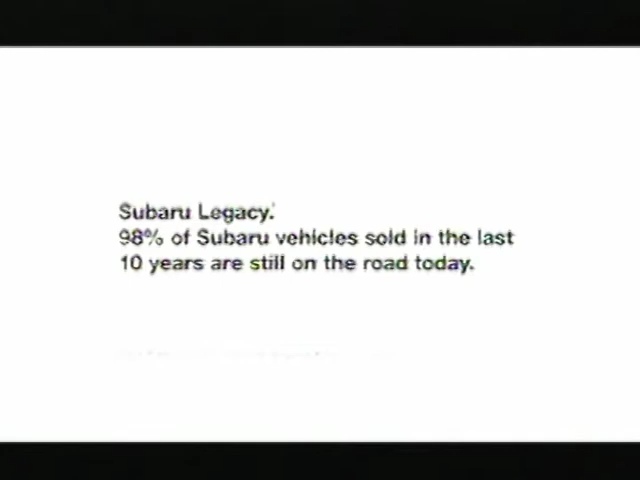 Subaru Legacy.
98% of Subaru vehicles sold in the last
10 years are still on the road today.